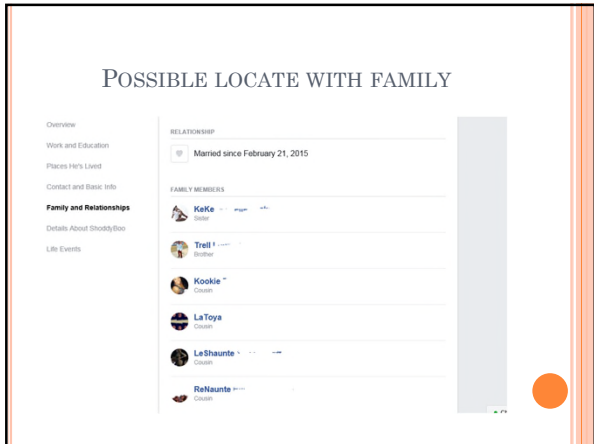 POSSIBLE LOCATE WITH FAMILY
Overview
Work and Education
Places He's Lived
Contact and Basic Info
Family and Relationships
Details About ShoddyBoo
Life Events
RELATIONSHIP
Married since February 21, 2015
FAMILY MEMBERS
KeKe
Sister
Trell
Brother
Kookie
Cousin
LaToya
Cousin
LeShaunte
Cousin
ReNaunte
Cousin